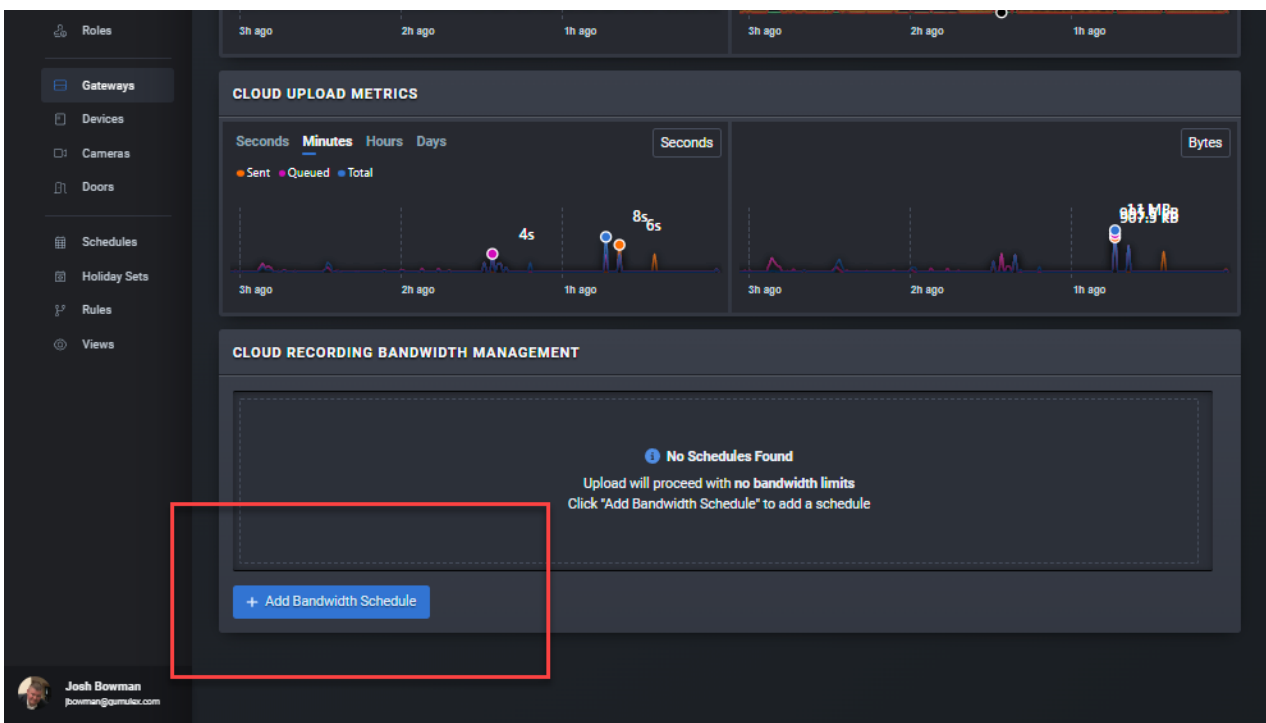 Roles
Gateways
Devices
Cameras
Doors
Schedules
Holiday Sets
Rules
Views
Josh Bowman
jbowman@qumulex.com
3h ago 2h ago 1h ago
3h ago 2h ago 1h ago
CLOUD UPLOAD METRICS
Seconds Minutes Hours Days
Seconds
Sent Queued Total
4s 8s 6s
3h ago 2h ago 1h ago
Bytes
3h ago 2h ago 1h ago
CLOUD RECORDING BANDWIDTH MANAGEMENT
No Schedules Found
Upload will proceed with no bandwidth limits
Click "Add Bandwidth Schedule" to add a schedule
+ Add Bandwidth Schedule